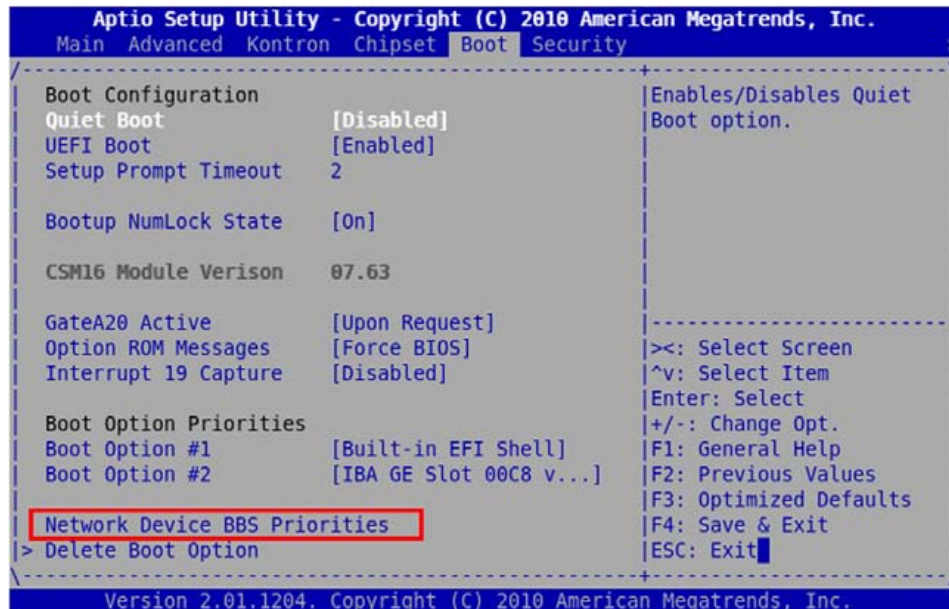 Aptio Setup Utility - Copyright (C) 2010 American Megatrends, Inc.
Main Advanced Kontron Chipset Boot Security
Boot Configuration
Quiet Boot [Disabled]
UEFI Boot [Enabled]
Setup Prompt Timeout 2
Bootup NumLock State [On]
CSM16 Module Verison 07.63
GateA20 Active [Upon Request]
Option ROM Messages [Force BIOS]
Interrupt 19 Capture [Disabled]
Boot Option Priorities
Boot Option #1 [Built-in EFI Shell]
Boot Option #2 [IBA GE Slot 00C8 v...]
Network Device BBS Priorities
> Delete Boot Option
Enables/Disables Quiet
Boot option.
><: Select Screen
^v: Select Item
Enter: Select
+/-: Change Opt.
F1: General Help
F2: Previous Values
F3: Optimized Defaults
F4: Save & Exit
ESC: Exit
Version 2.01.1204. Copyright (C) 2010 American Megatrends, Inc.